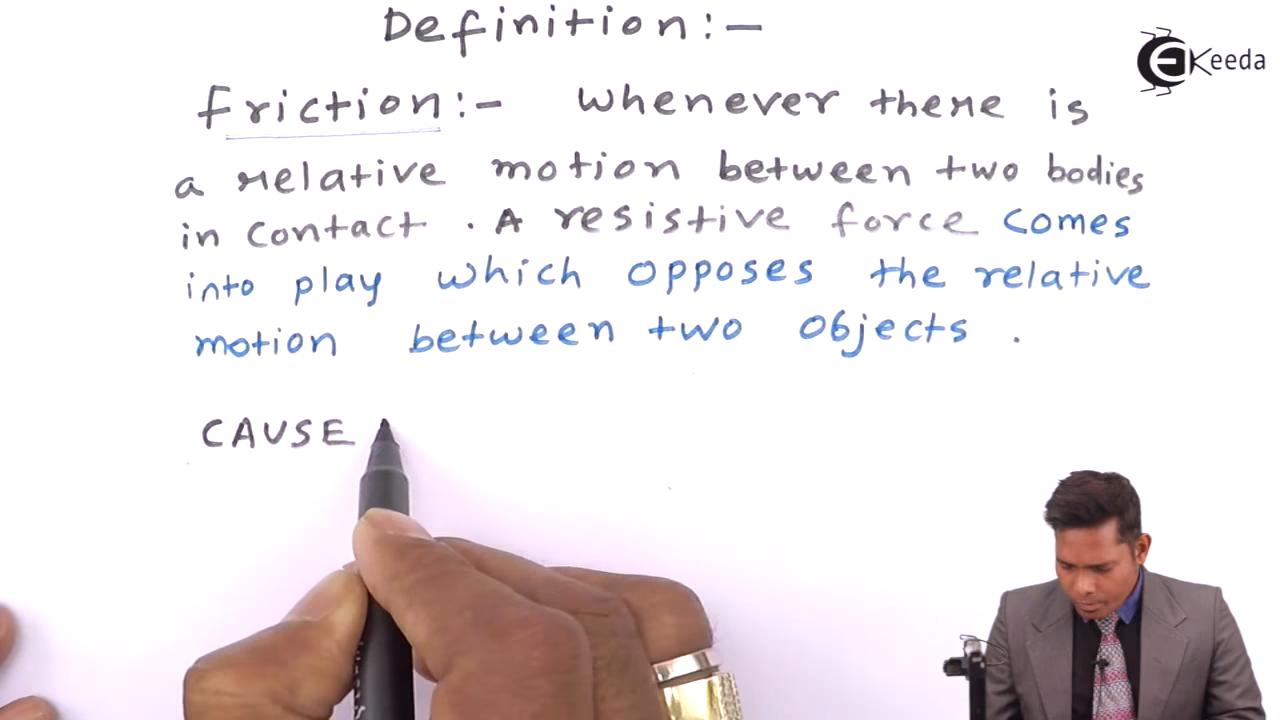 Definition:-
Keeda
Friction:- Whenever there is
a relative motion between two bodies
in contact . A resistive force comes
into play which opposes the relative
motion between two objects .
CAUSE